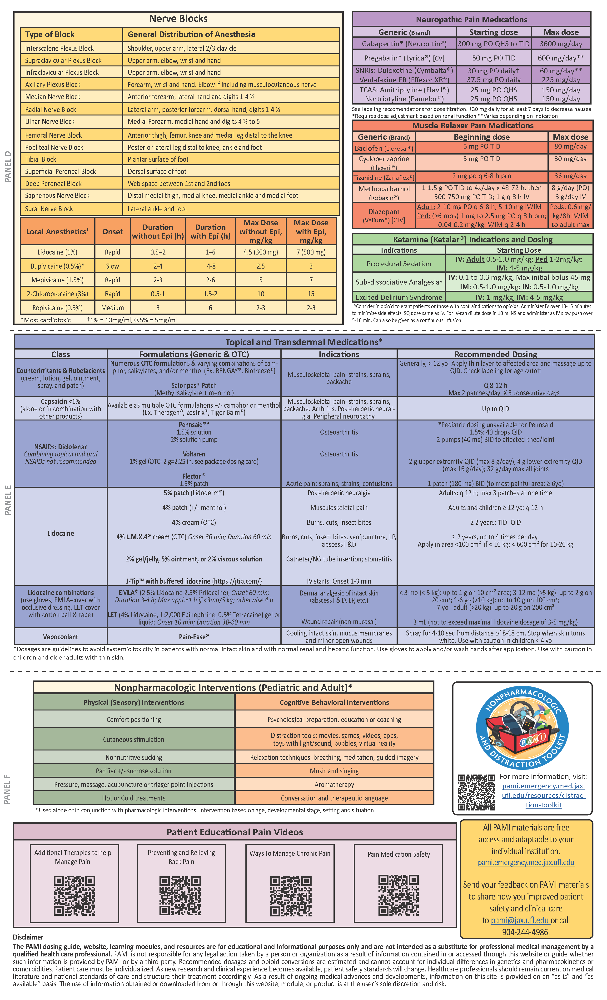 PANEL D
Nerve Blocks
Type of Block General Distribution of Anesthesia
Interscalene Plexus Block Shoulder, upper arm, lateral 2/3 clavicle
Supraclavicular Plexus Block Upper arm, elbow, wrist and hand
Infraclavicular Plexus Block Upper arm, elbow, wrist and hand
Axillary Plexus Block Forearm, wrist and hand. Elbow if including musculocutaneous nerve
Median Nerve Block Anterior forearm, lateral hand and digits 1-4 ½
Radial Nerve Block Lateral arm, posterior forearm, dorsal hand, digits 1-4 ½
Ulnar Nerve Block Medial Forearm, medial hand and digits 4 ½ to 5
Femoral Nerve Block Anterior thigh, femur, knee and medial leg distal to the knee
Popliteal Nerve Block Posterior lateral leg distal to knee, ankle and foot
Tibial Block Plantar surface of foot
Superficial Peroneal Block Dorsal surface of foot
Deep Peroneal Block Web space between 1st and 2nd toes
Saphenous Nerve Block Distal medial thigh, medial knee, medial ankle and medial foot
Sural Nerve Block Lateral ankle and foot
Local Anesthetics† Onset Duration without Epi (h) Duration with Epi (h) Max Dose without Epi, mg/kg Max Dose with Epi, mg/kg
Lidocaine (1%) Rapid 0.5–2 1–6 4.5 (300 mg) 7 (500 mg)
Bupivicaine (0.5%)* Slow 2-4 4-8 2.5 3
Mepivicaine (1.5%) Rapid 2-3 2-6 5 7
2-Chloroprocaine (3%) Rapid 0.5-1 1.5-2 10 15
Ropivicaine (0.5%) Medium 3 6 2-3 2-3
*Most cardiotoxic †1% = 10mg/ml, 0.5% = 5mg/ml
Neuropathic Pain Medications
Generic (Brand) Starting dose Max dose
Gabapentin* (Neurontin®) 300 mg PO QHS to TID 3600 mg/day
Pregabalin* (Lyrica®) [CV] 50 mg PO TID 600 mg/day**
SNRIs: Duloxetine (Cymbalta®) 30 mg PO daily† 60 mg/day**
Venlafaxine ER (Effexor XR®) 37.5 mg PO daily 225 mg/day
TCAS: Amitriptyline (Elavil®) 25 mg PO QHS 150 mg/day
Nortriptyline (Pamelor®) 25 mg PO QHS 150 mg/day
See labeling reccomendations for dose titration. †30 mg daily for at least 7 days to decrease nausea
*Requires dose adjustment based on renal function **Varies depending on indication
Muscle Relaxer Pain Medications
Generic (Brand) Beginning dose Max dose
Baclofen (Lioresal®) 5 mg PO TID 80 mg/day
Cyclobenzaprine 5 mg PO TID 30 mg/day
(Flexeril®)
Tizanidine (Zanaflex®) 2 mg po q 6-8 h prn 36 mg/day
Methocarbamol 1-1.5 g PO TID to 4x/day x 48-72 h, then 8 g/day (PO)
(Robaxin®) 500-750 mg PO TID; 1 g q 8 h IV 3 g/day IV
Diazepam (Valium®) [CIV] Adult: 2-10 mg PO q 6-8 h; 5-10 mg IV/IM Peds: 0.6 mg/
Ped: (>6 mos) 1 mg to 2.5 mg PO q 8 h prn; kg/8h IV/IM
0.04-0.2 mg/kg IV/IM q 2-4 h to adult max
Ketamine (Ketalar®) Indications and Dosing
Indications Starting Dose
Procedural Sedation IV: Adult 0.5-1.0 mg/kg; Ped 1-2mg/kg;
IM: 4-5 mg/kg
Sub-dissociative Analgesia^ IV: 0.1 to 0.3 mg/kg, Max initial bolus 45 mg
IM: 0.5-1.0 mg/kg; IN: 0.5-1.0 mg/kg
Excited Delirium Syndrome IV: 1 mg/kg; IM: 4-5 mg/kg
^Consider in opioid tolerant patients or those with contraindications to opioids. Administer IV over 10-15 minutes
to minimize side effects. SQ dose same as IV. For IV-can dilute dose in 10 ml NS and administer as IV slow push over
5-10 min. Can also be given as a continuous infusion.
PANEL E
Topical and Transdermal Medications*
Class Formulations (Generic & OTC) Indications Recommended Dosing
Counterirritants & Rubefacients
(cream, lotion, gel, ointment,
spray, and patch)
Numerous OTC formulations & varying combinations of cam-
phor, salicylates, and/or menthol (Ex. BENGAY®, Biofreeze®)
Salonpas® Patch
(Methyl salicylate + menthol)
Musculoskeletal pain: strains, sprains,
backache
Generally, > 12 yo: Apply thin layer to affected area and massage up to
QID. Check labeling for age cutoff
Q 8-12 h
Max 2 patches/day X 3 consecutive days
Capsaicin <1%
(alone or in combination with
other products)
Available as multiple OTC formulations +/- camphor or menthol
(Ex. Theragen®, Zostrix®, Tiger Balm®)
Musculoskeletal pain: strains, sprains,
backache. Arthritis. Post-herpetic neural-
gia. Peripheral neuropathy.
Up to QID
NSAIDs: Diclofenac
Combining topical and oral
NSAIDs not recommended
Pennsaid®*
1.5% solution
2% solution pump
Voltaren
1% gel (OTC- 2 g=2.25 in, see package dosing card)
Flector ®
1.3% patch
Osteoarthritis
Osteoarthritis
Acute pain: sprains, strains, contusions
*Pediatric dosing unavailable for Pennsaid
1.5%: 40 drops QID
2 pumps (40 mg) BID to affected knee/joint
2 g upper extremity QID (max 8 g/day); 4 g lower extremity QID
(max 16 g/day); 32 g/day max all joints
1 patch (180 mg) BID (to most painful area; ≥ 6yo)
Lidocaine
5% patch (Lidoderm®) Post-herpetic neuralgia Adults: q 12 h; max 3 patches at one time
4% patch (+/- menthol) Musculoskeletal pain Adults and children ≥ 12 yo: q 12 h
4% cream (OTC) Burns, cuts, insect bites ≥ 2 years: TID -QID
4% L.M.X.4® cream (OTC) Onset 30 min; Duration 60 min Burns, cuts, insect bites, venipuncture, LP, ≥ 2 years, up to 4 times per day.
abscess I &D Apply in area <100 cm² if < 10 kg; < 600 cm² for 10-20 kg
2% gel/jelly, 5% ointment, or 2% viscous solution Catheter/NG tube insertion; stomatitis
J-Tip™ with buffered lidocaine (https://jtip.com/) IV starts: Onset 1-3 min
Lidocaine combinations
(use gloves, EMLA-cover with
occlusive dressing, LET-cover
with cotton ball & tape)
EMLA® (2.5% Lidocaine 2.5% Prilocaine); Onset 60 min;
Duration 3-4 h; Max appl.=1 h if <3mo/5 kg; otherwise 4 h
LET (4% Lidocaine, 1:2,000 Epinephrine, 0.5% Tetracaine) gel or
liquid; Onset 10 min; Duration 30-60 min
Dermal analgesic of intact skin
(abscess I & D, LP, etc.)
Wound repair (non-mucosal)
< 3 mo (< 5 kg): up to 1 g on 10 cm² area; 3-12 mo (>5 kg): up to 2 g on
20 cm²; 1-6 yo (>10 kg): up to 10 g on 100 cm²;
7 yo - adult (>20 kg): up to 20 g on 200 cm²
3 mL (not to exceed maximal lidocaine dosage of 3-5 mg/kg)
Vapocoolant
Pain-Ease®
Cooling intact skin, mucus membranes
and minor open wounds
Spray for 4-10 sec from distance of 8-18 cm. Stop when skin turns
white. Use with caution in children < 4 yo
*Dosages are guidelines to avoid systemic toxicity in patients with normal intact skin and with normal renal and hepatic function. Use gloves to apply and/or wash hands after application. Use with caution in
children and older adults with thin skin.
PANEL F
Nonpharmacologic Interventions (Pediatric and Adult)*
Physical (Sensory) Interventions Cognitive-Behavioral Interventions
Comfort positioning Psychological preparation, education or coaching
Cutaneous stimulation Distraction tools: movies, games, videos, apps,
toys with light/sound, bubbles, virtual reality
Nonnutritive sucking Relaxation techniques: breathing, meditation, guided imagery
Pacifier +/- sucrose solution Music and singing
Pressure, massage, acupuncture or trigger point injections Aromatherapy
Hot or Cold treatments Conversation and therapeutic language
*Used alone or in conjunction with pharmacologic interventions. Intervention based on age, developmental stage, setting and situation
NONPHARMACOLOGIC
AND DISTRACTION TOOLKIT
PAMI
For more information, visit:
pami.emergency.med.jax.
ufl.edu/resources/distrac-
tion-toolkit
Patient Educational Pain Videos
Additional Therapies to help
Manage Pain
Preventing and Relieving
Back Pain
Ways to Manage Chronic Pain
Pain Medication Safety
All PAMI materials are free
access and adaptable to your
individual institution.
pami.emergency.med.jax.ufl.edu
Send your feedback on PAMI materials
to share how you improved patient
safety and clinical care
to pami@jax.ufl.edu or call
904-244-4986.
Disclaimer
The PAMI dosing guide, website, learning modules, and resources are for educational and informational purposes only and are not intended as a substitute for professional medical management by a
qualified health care professional. PAMI is not responsible for any legal action taken by a person or organization as a result of information contained in or accessed through this website or guide whether
such information is provided by PAMI or by a third party. Recommended dosages and opioid conversions are estimated and cannot account for individual differences in genetics and pharmacokinetics or
comorbidities. Patient care must be individualized. As new research and clinical experience becomes available, patient safety standards will change. Healthcare professionals should remain current on medical
literature and national standards of care and structure their treatment accordingly. As a result of ongoing medical advances and developments, information on this site is provided on an “as is” and “as
available” basis. The use of information obtained or downloaded from or through this website, module, or product is at the user’s sole discretion and risk.